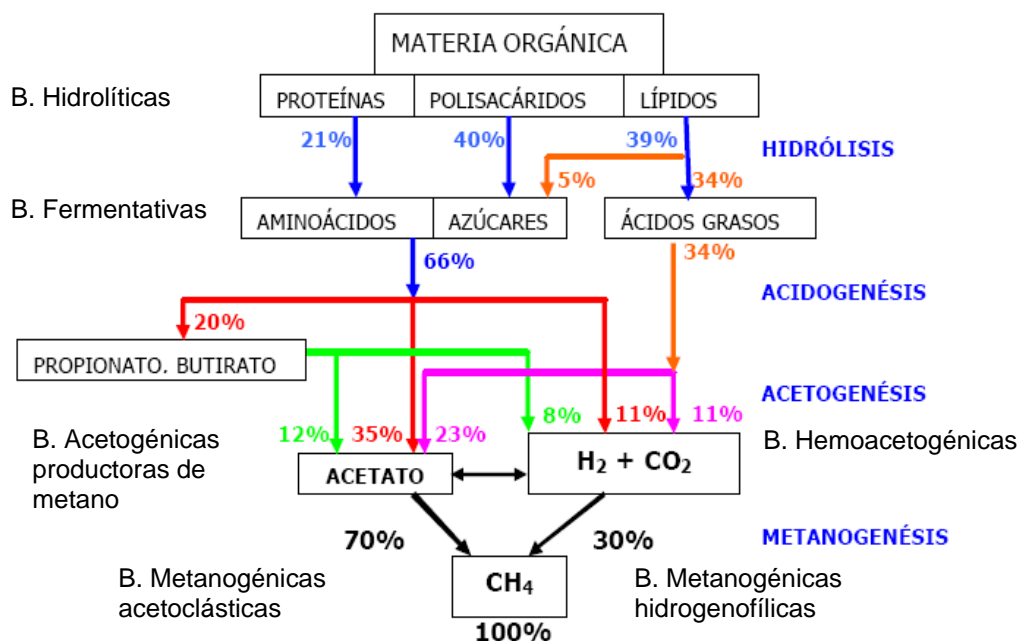 MATERIA ORGÁNICA
B. Hidrolíticas
PROTEÍNAS
POLISACÁRIDOS
LÍPIDOS
21%
40%
39%
HIDRÓLISIS
5%
34%
B. Fermentativas
AMINOÁCIDOS
AZÚCARES
ÁCIDOS GRASOS
66%
34%
ACIDOGENÉSIS
20%
PROPIONATO. BUTIRATO
ACETOGENÉSIS
12%
35%
23%
8%
11%
11%
B. Acetogénicas
productoras de
metano
ACETATO
H₂ + CO₂
B. Hemoacetogénicas
70%
30%
METANOGENÉSIS
B. Metanogénicas
acetoclásticas
CH₄
B. Metanogénicas
hidrogenofílicas
100%